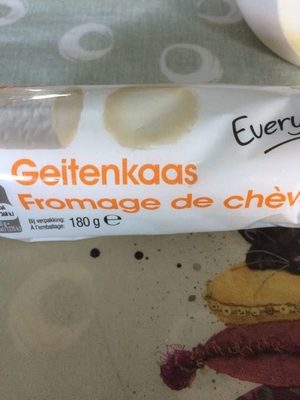 Every
Geitenkaas
Fromage de chèv
Bij verpakking:
À l'emballage: 180 g e